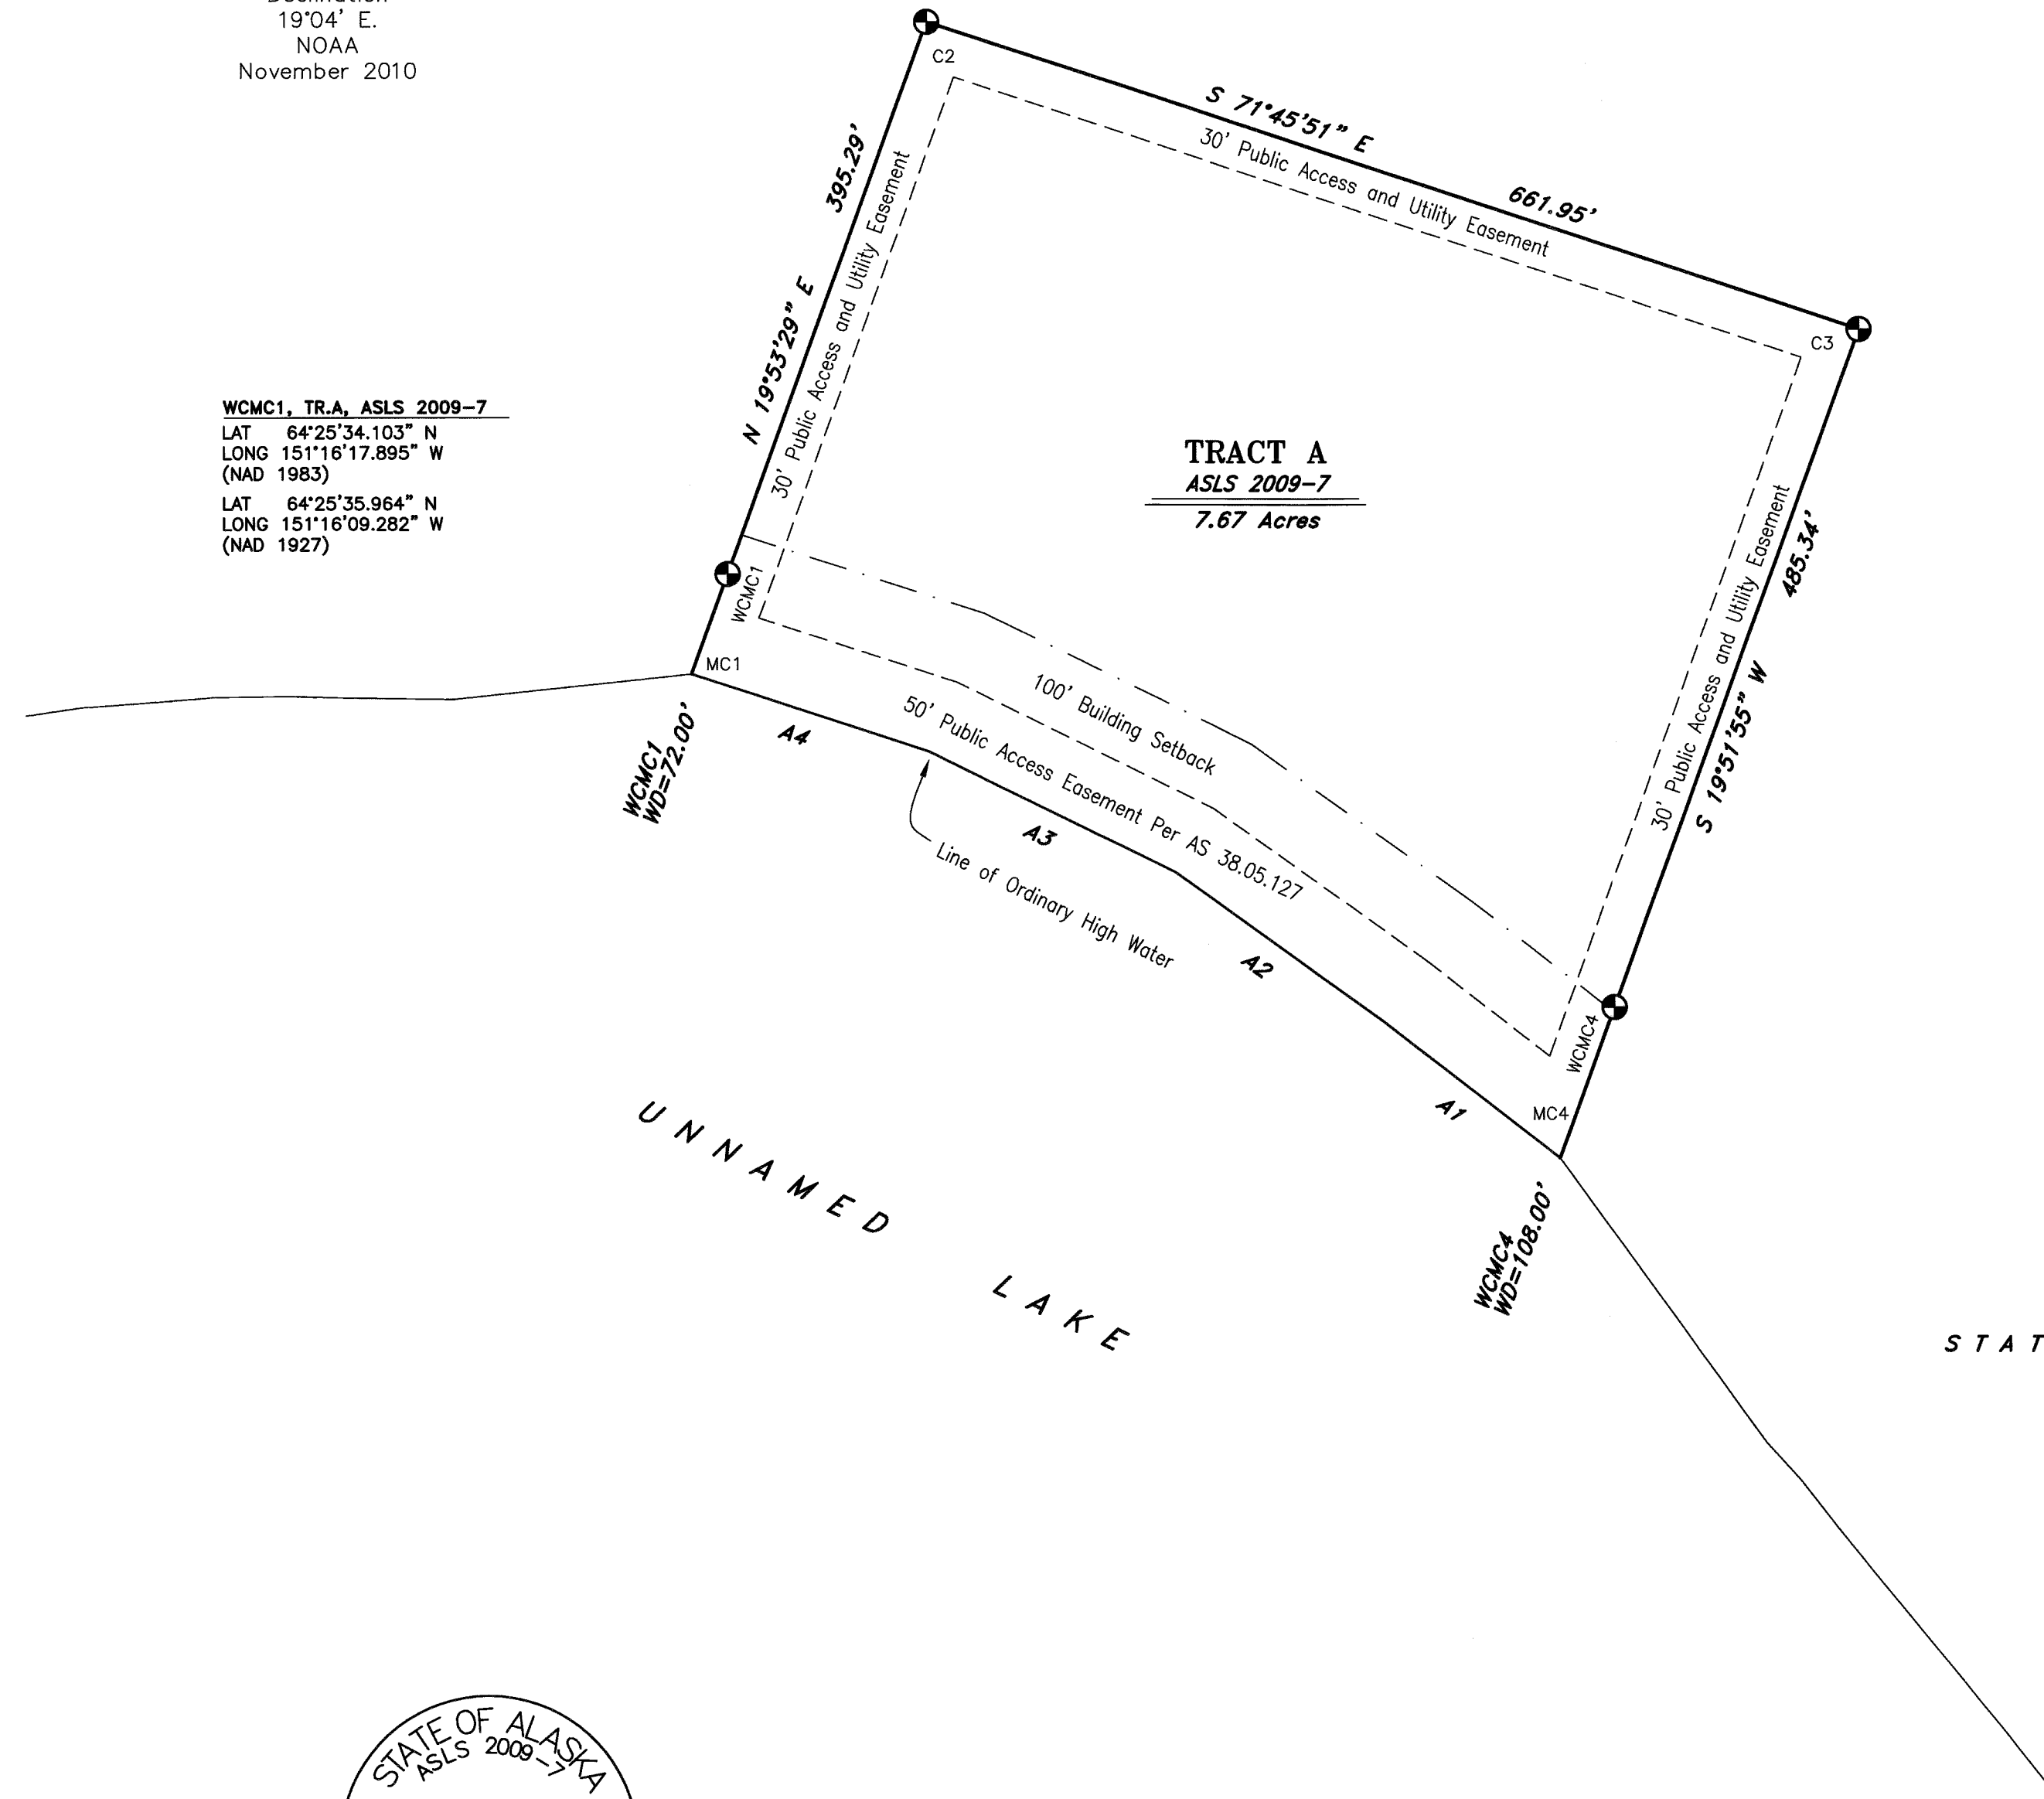 19°04' E.
NOAA
November 2010
C2
S 71°45'51" E
661.95'
30' Public Access and Utility Easement
C3
395.29'
N 19°53'29" E
30' Public Access and Utility Easement
WCMC1, TR.A, ASLS 2009-7
LAT 64°25'34.103" N
LONG 151°16'17.895" W
(NAD 1983)
LAT 64°25'35.964" N
LONG 151°16'09.282" W
(NAD 1927)
TRACT A
ASLS 2009-7
7.67 Acres
485.34'
S 19°51'55" W
30' Public Access and Utility Easement
WCMC1
MC1
WCMC1
WD=72.00'
A4
100' Building Setback
50' Public Access Easement Per AS 38.05.127
A3
Line of Ordinary High Water
A2
A1
WCMC4
MC4
WCMC4
WD=108.00'
UNNAMED LAKE
STAT
STATE OF ALASKA
ASLS 2009-7